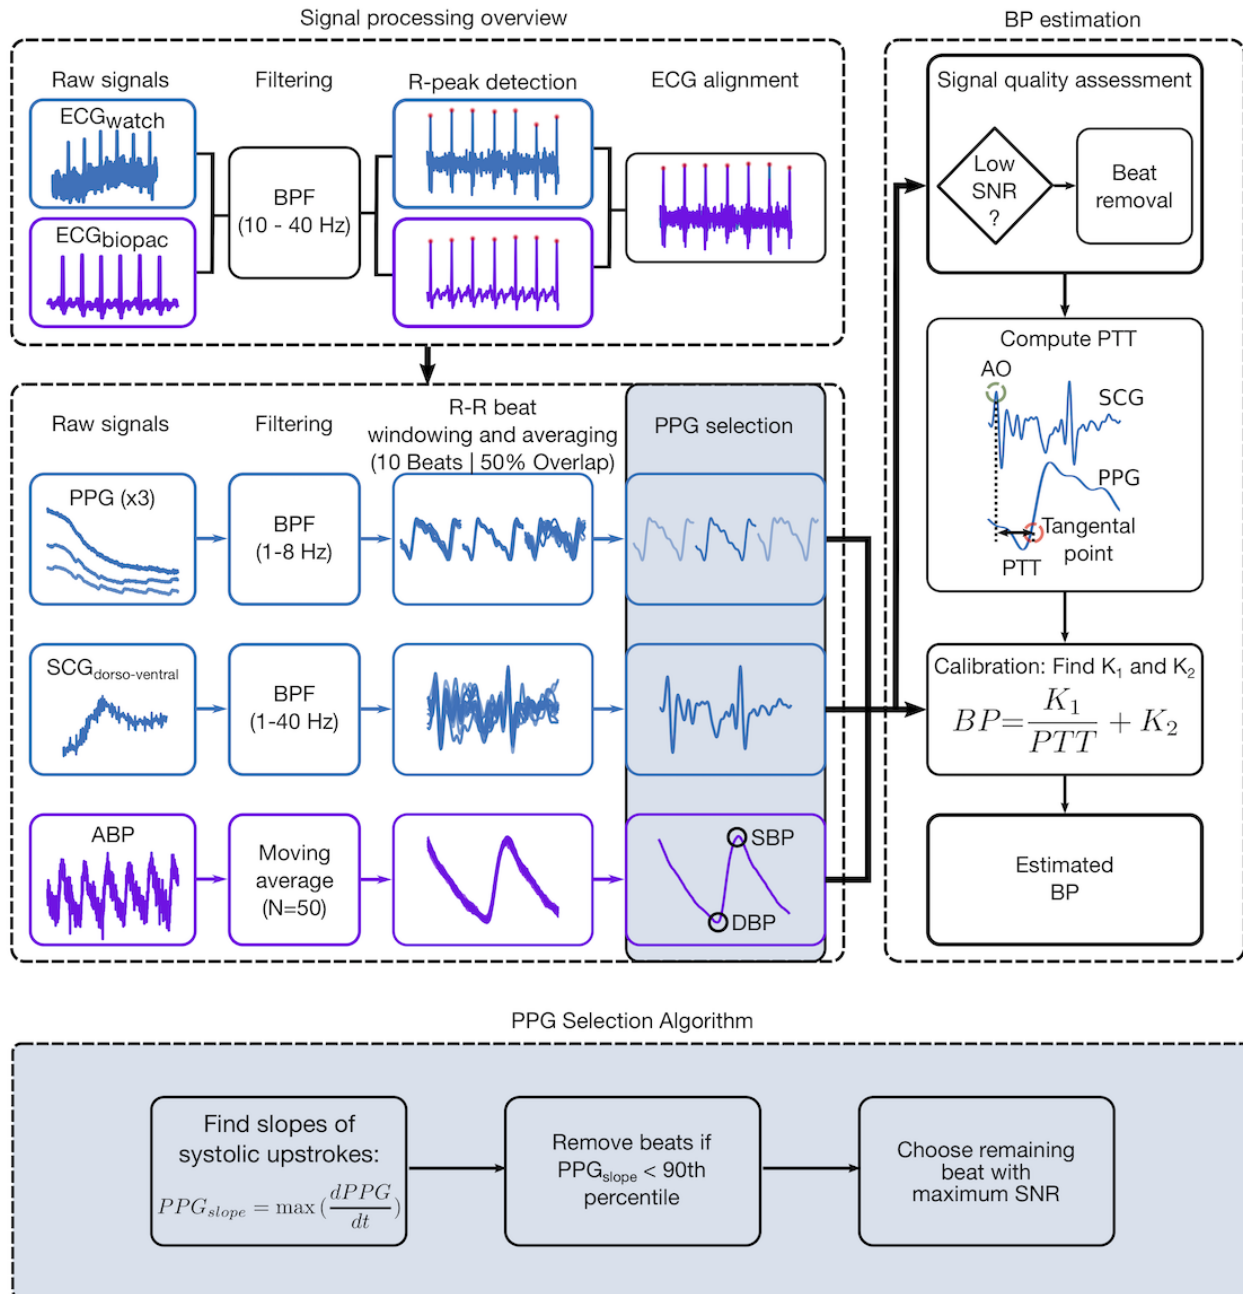 Signal processing overview
Raw signals
Filtering
R-peak detection
ECG alignment
ECGwatch
ECGbiopac
BPF
(10 - 40 Hz)
Raw signals
Filtering
R-R beat
windowing and averaging
(10 Beats | 50% Overlap)
PPG selection
PPG (x3)
BPF
(1-8 Hz)
SCGdorso-ventral
BPF
(1-40 Hz)
ABP
Moving
average
(N=50)
SBP
DBP
BP estimation
Signal quality assessment
Low
SNR
?
Beat
removal
Compute PTT
AO
SCG
PPG
Tangental
point
PTT
Calibration: Find K₁ and K₂
BP=K₁/PTT + K₂
Estimated
BP
PPG Selection Algorithm
Find slopes of
systolic upstrokes:
PPGslope = max (dPPG/dt)
Remove beats if
PPGslope < 90th
percentile
Choose remaining
beat with
maximum SNR